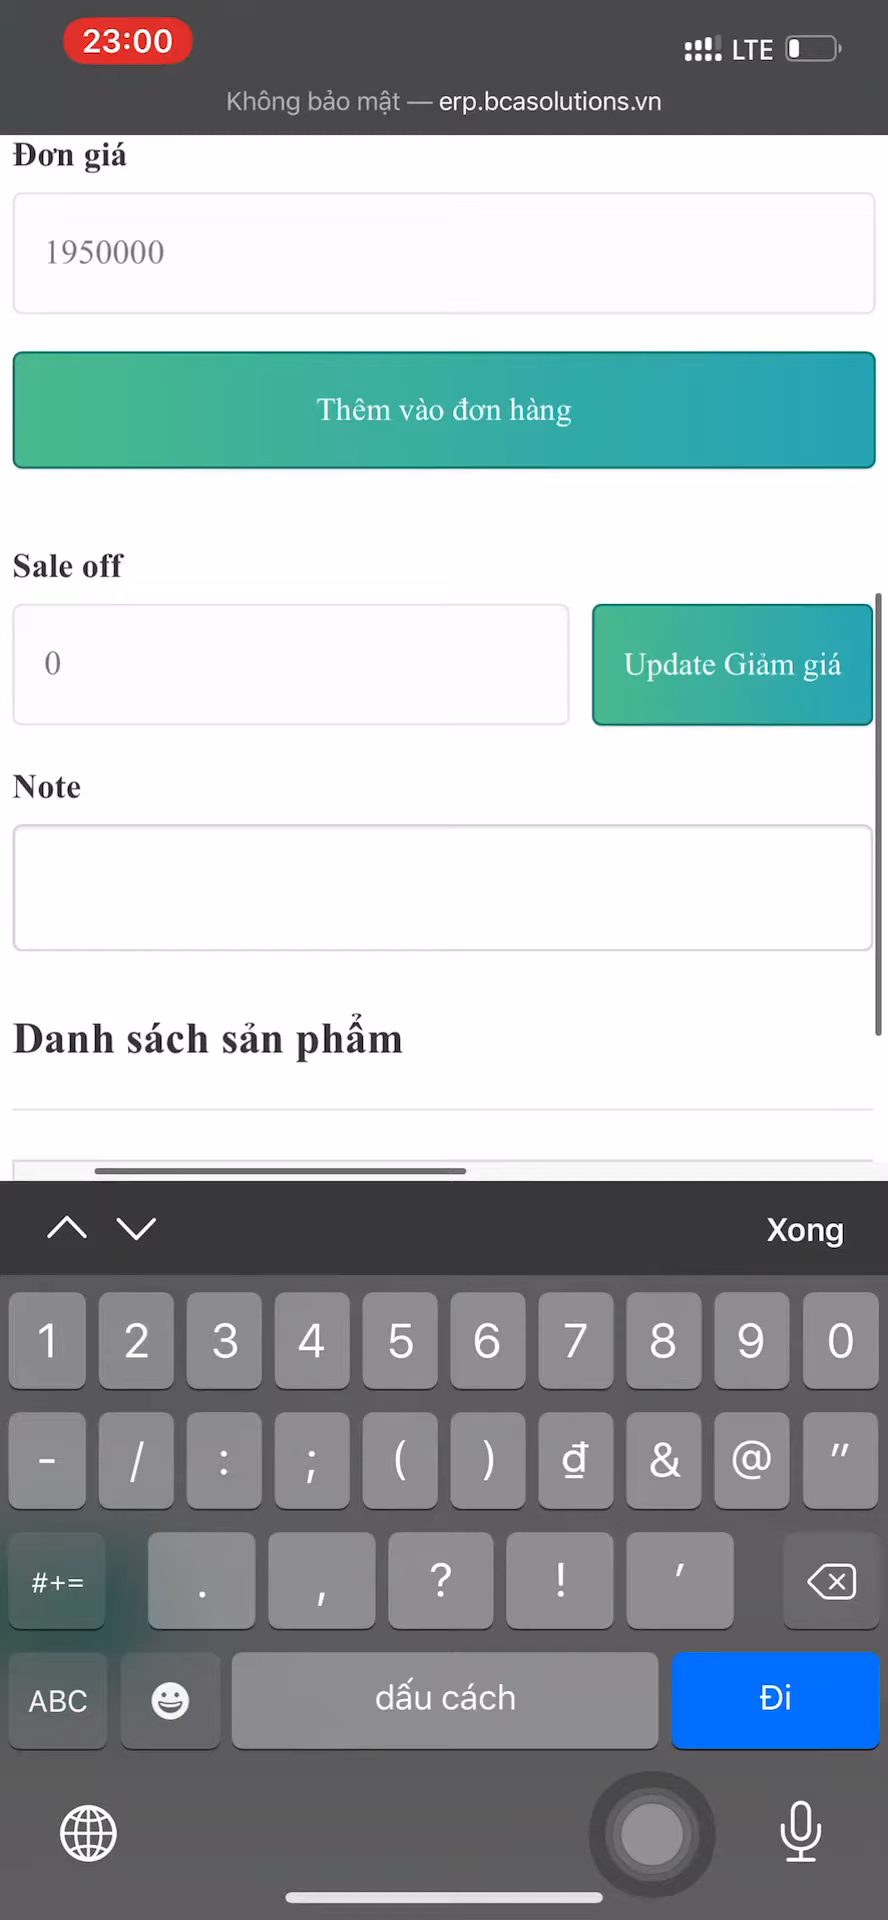 23:00
LTE
Không bảo mật — erp.bcasolutions.vn
Đơn giá
1950000
Thêm vào đơn hàng
Sale off
0
Update Giảm giá
Note
Danh sách sản phẩm
Xong
1 2 3 4 5 6 7 8 9 0
- / : ; ( ) ₫ & @ "
#+= . , ? ! '
ABC dấu cách Đi